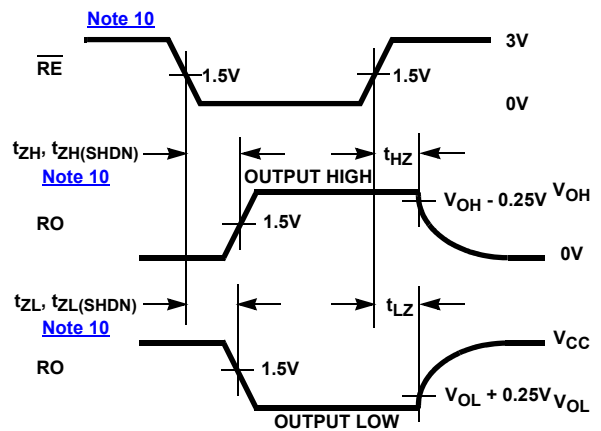 Note 10
3V
RE
1.5V
1.5V
0V
tZH, tZH(SHDN)
Note 10
OUTPUT HIGH
tHZ
VOH - 0.25V
VOH
RO
1.5V
0V
tZL, tZL(SHDN)
Note 10
tLZ
VCC
RO
1.5V
VOL + 0.25V
VOL
OUTPUT LOW